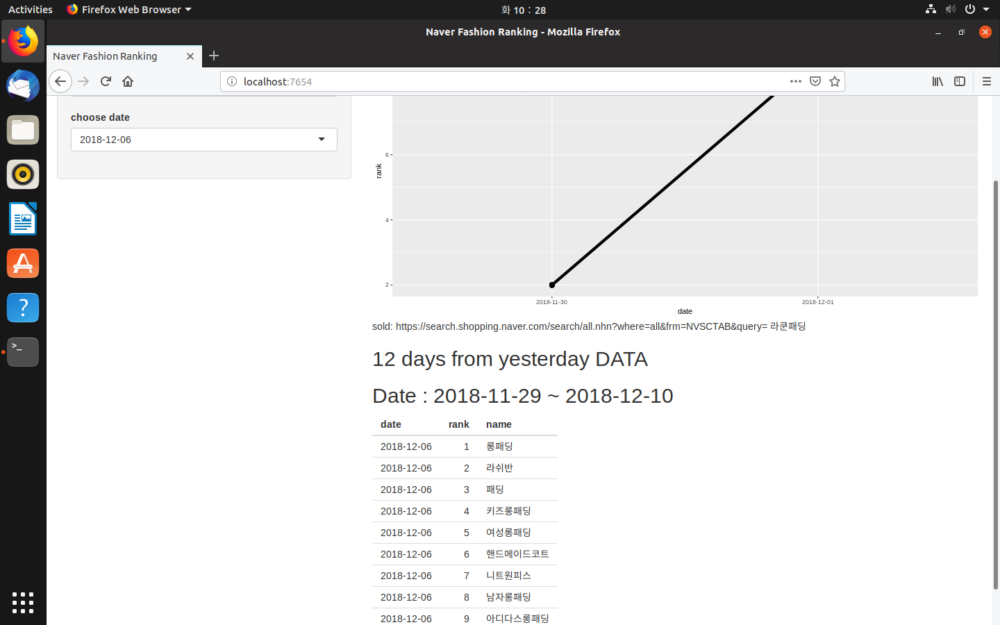 Activities
Firefox Web Browser
화 10 : 28
Naver Fashion Ranking - Mozilla Firefox
Naver Fashion Ranking
localhost:7654
choose date
2018-12-06
rank
6
4
2
2018-11-30
2018-12-01
date
sold: https://search.shopping.naver.com/search/all.nhn?where=all&frm=NVSCTAB&query= 라쿤패딩
12 days from yesterday DATA
Date : 2018-11-29 ~ 2018-12-10
date rank name
2018-12-06 1 롱패딩
2018-12-06 2 라쉬반
2018-12-06 3 패딩
2018-12-06 4 키즈롱패딩
2018-12-06 5 여성롱패딩
2018-12-06 6 핸드메이드코트
2018-12-06 7 니트원피스
2018-12-06 8 남자롱패딩
2018-12-06 9 아디다스롱패딩